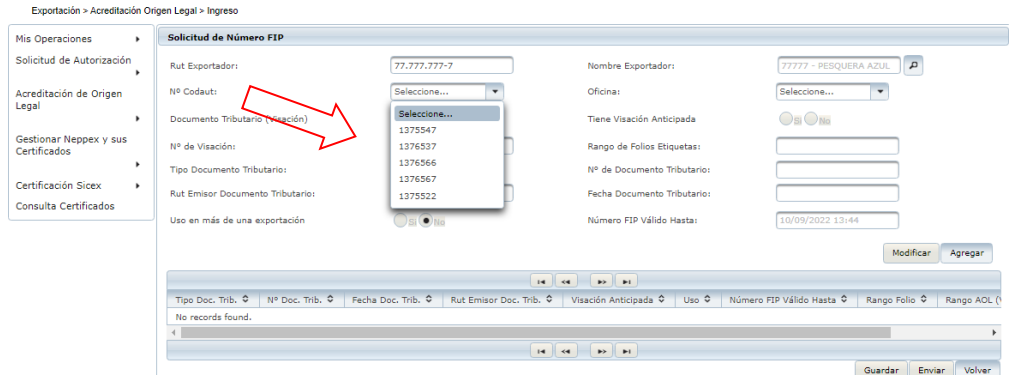 Exportación > Acreditación Origen Legal > Ingreso
Mis Operaciones
Solicitud de Autorización
Acreditación de Origen
Legal
Gestionar Neppex y sus
Certificados
Certificación Sicex
Consulta Certificados
Solicitud de Número FIP
Rut Exportador: 77.777.777-7 Nombre Exportador: 77777 - PESQUERA AZUL
Nº Codaut: Seleccione... Oficina: Seleccione...
Seleccione...
1375547
1376537
1376566
1376567
1375522
Documento Tributario (Visación) Tiene Visación Anticipada Si No
N° de Visación: Rango de Folios Etiquetas:
Tipo Documento Tributario: Nº de Documento Tributario:
Rut Emisor Documento Tributario: Fecha Documento Tributario:
Uso en más de una exportación Si No Número FIP Válido Hasta: 10/09/2022 13:44
Modificar Agregar
Tipo Doc. Trib. Nº Doc. Trib. Fecha Doc. Trib. Rut Emisor Doc. Trib. Visación Anticipada Uso Número FIP Válido Hasta Rango Folio Rango AOL (
No records found.
Guardar Enviar Volver